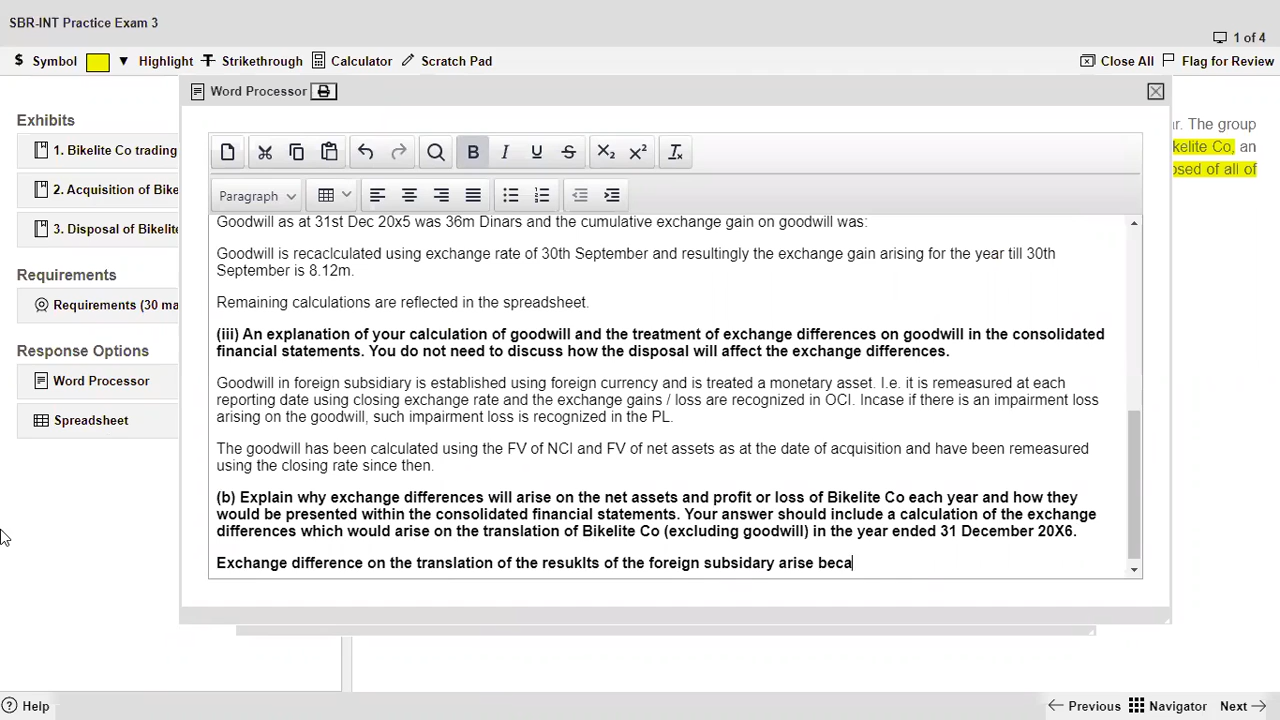 SBR-INT Practice Exam 3
1 of 4
$ Symbol Highlight Strikethrough Calculator Scratch Pad Close All Flag for Review
Word Processor
Exhibits
1. Bikelite Co trading
2. Acquisition of Bike
3. Disposal of Bikelite
Requirements
Requirements (30 ma
Response Options
Word Processor
Spreadsheet
r. The group
kelite Co, an
osed of all of
Paragraph
Goodwill as at 31st Dec 20x5 was 36m Dinars and the cumulative exchange gain on goodwill was:
Goodwill is recaclculated using exchange rate of 30th September and resultingly the exchange gain arising for the year till 30th
September is 8.12m.
Remaining calculations are reflected in the spreadsheet.
(iii) An explanation of your calculation of goodwill and the treatment of exchange differences on goodwill in the consolidated
financial statements. You do not need to discuss how the disposal will affect the exchange differences.
Goodwill in foreign subsidiary is established using foreign currency and is treated a monetary asset. I.e. it is remeasured at each
reporting date using closing exchange rate and the exchange gains / loss are recognized in OCI. Incase if there is an impairment loss
arising on the goodwill, such impairment loss is recognized in the PL.
The goodwill has been calculated using the FV of NCI and FV of net assets as at the date of acquisition and have been remeasured
using the closing rate since then.
(b) Explain why exchange differences will arise on the net assets and profit or loss of Bikelite Co each year and how they
would be presented within the consolidated financial statements. Your answer should include a calculation of the exchange
differences which would arise on the translation of Bikelite Co (excluding goodwill) in the year ended 31 December 20X6.
Exchange difference on the translation of the resuklts of the foreign subsidary arise beca
Help
Previous Navigator Next